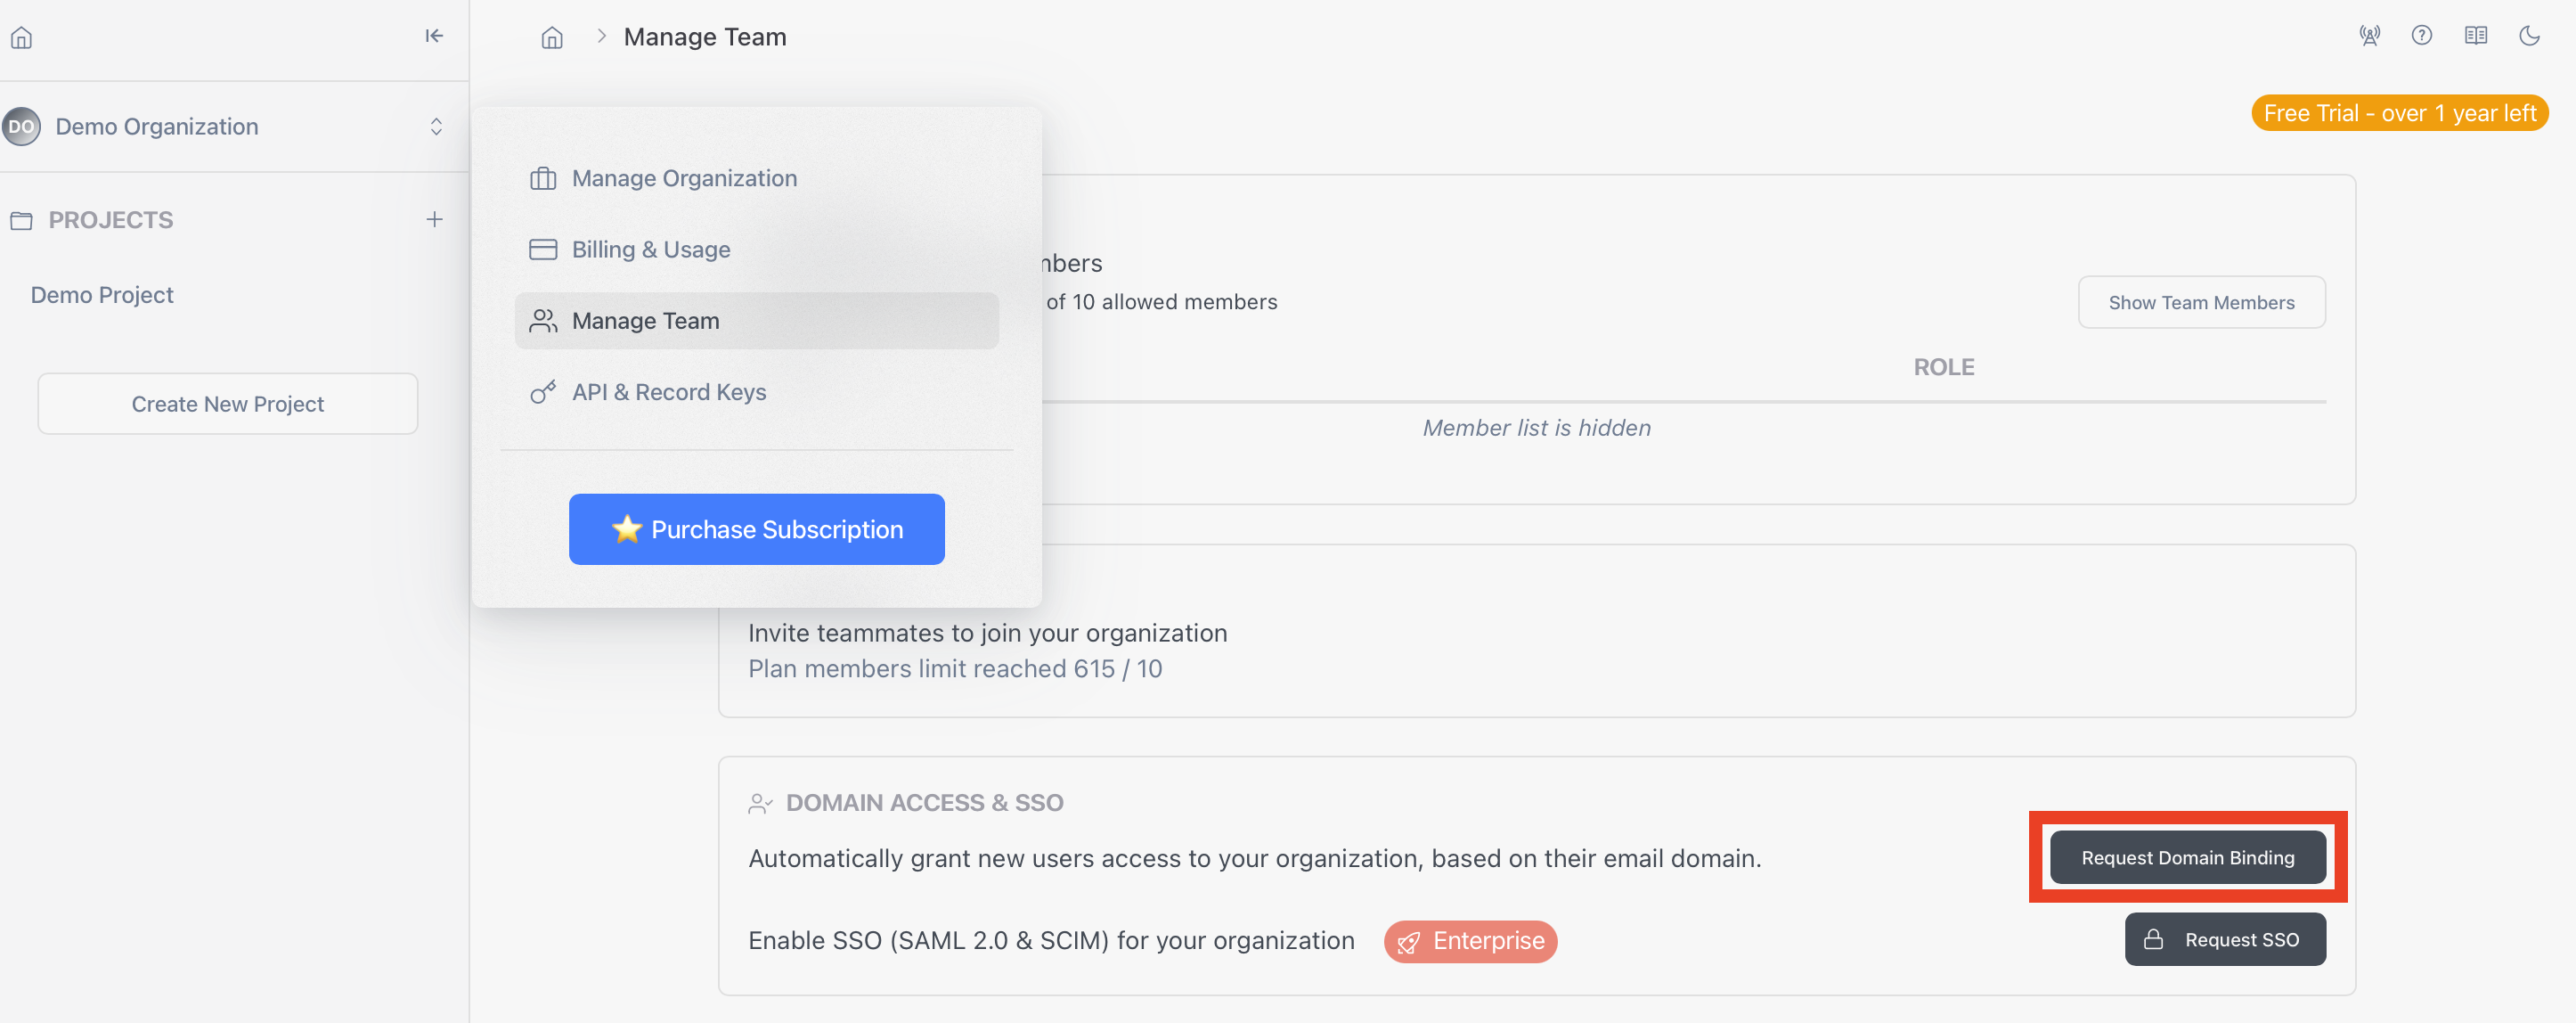 Manage Team
DO Demo Organization
Free Trial - over 1 year left
PROJECTS
Demo Project
Create New Project
Manage Organization
Billing & Usage
Manage Team
API & Record Keys
⭐ Purchase Subscription
of 10 allowed members
Show Team Members
ROLE
Member list is hidden
Invite teammates to join your organization
Plan members limit reached 615 / 10
DOMAIN ACCESS & SSO
Automatically grant new users access to your organization, based on their email domain.
Request Domain Binding
Enable SSO (SAML 2.0 & SCIM) for your organization
Enterprise
Request SSO